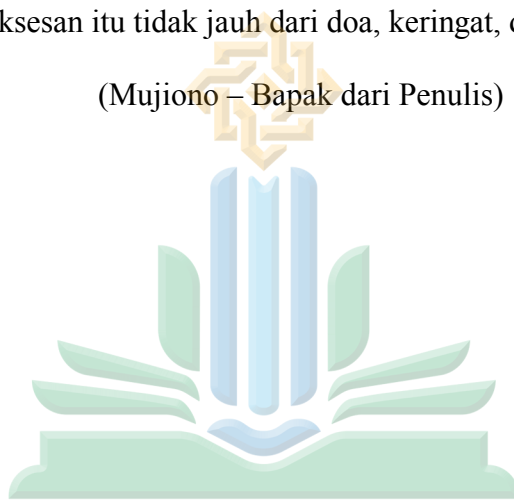 ksesan itu tidak jauh dari doa, keringat,
(Mujiono – Bapak dari Penulis)